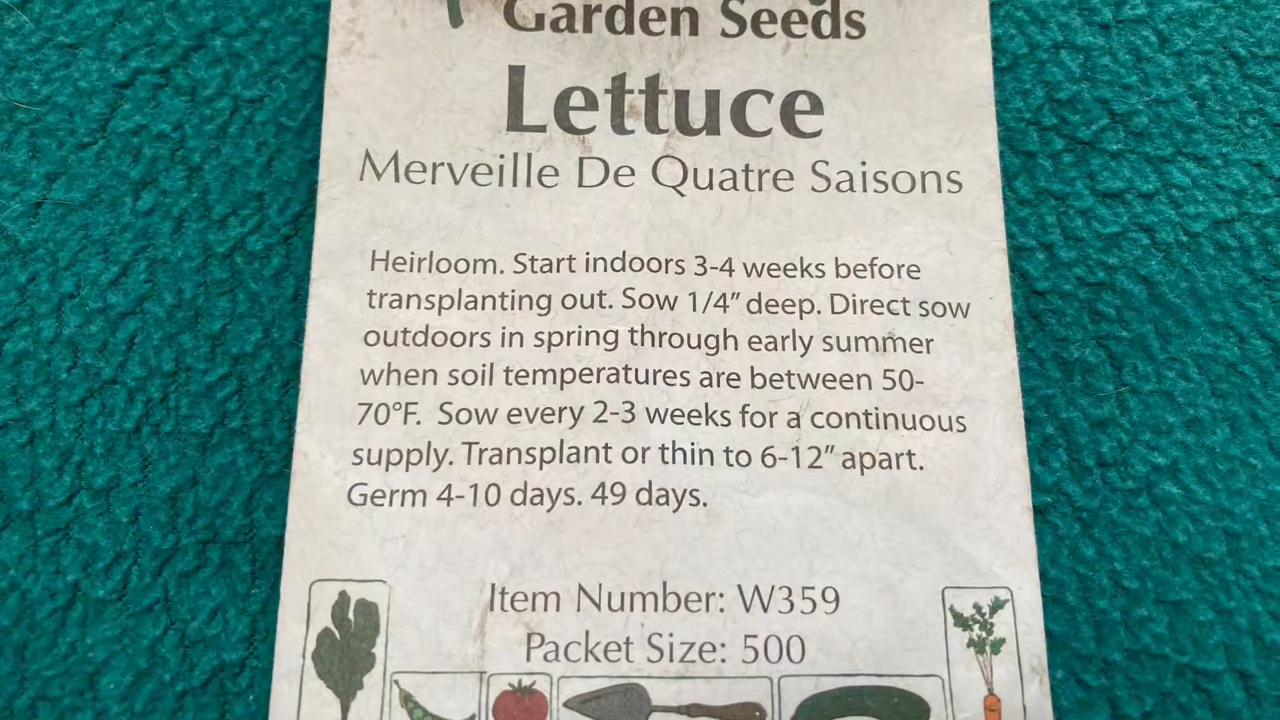 Garden Seeds
Lettuce
Merveille De Quatre Saisons
Heirloom. Start indoors 3-4 weeks before
transplanting out. Sow 1/4” deep. Direct sow
outdoors in spring through early summer
when soil temperatures are between 50-
70°F.  Sow every 2-3 weeks for a continuous
supply. Transplant or thin to 6-12” apart.
Germ 4-10 days. 49 days.
Item Number: W359
Packet Size: 500